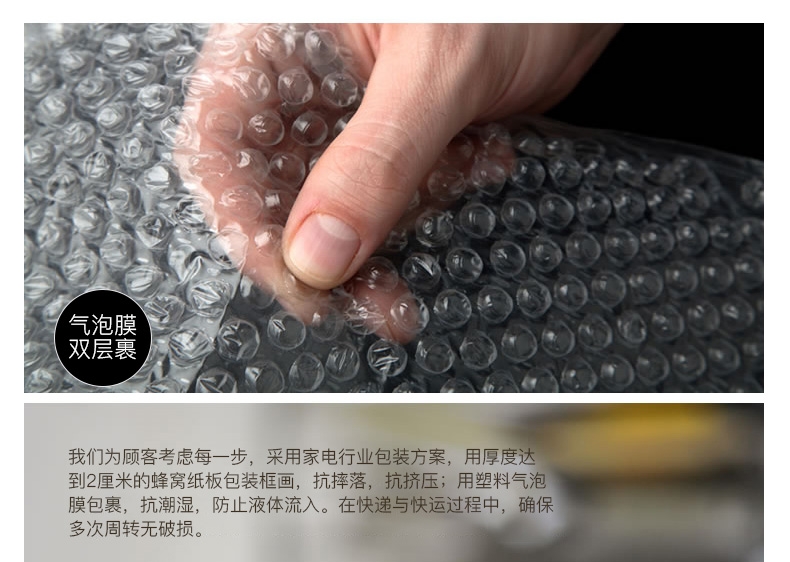 气泡膜
双层裹
我们为顾客考虑每一步，采用家电行业包装方案，用厚度达
到2厘米的蜂窝纸板包装框画，抗摔落，抗挤压；用塑料气泡
膜包裹，抗潮湿，防止液体流入。在快递与快运过程中，确保
多次周转无破损。